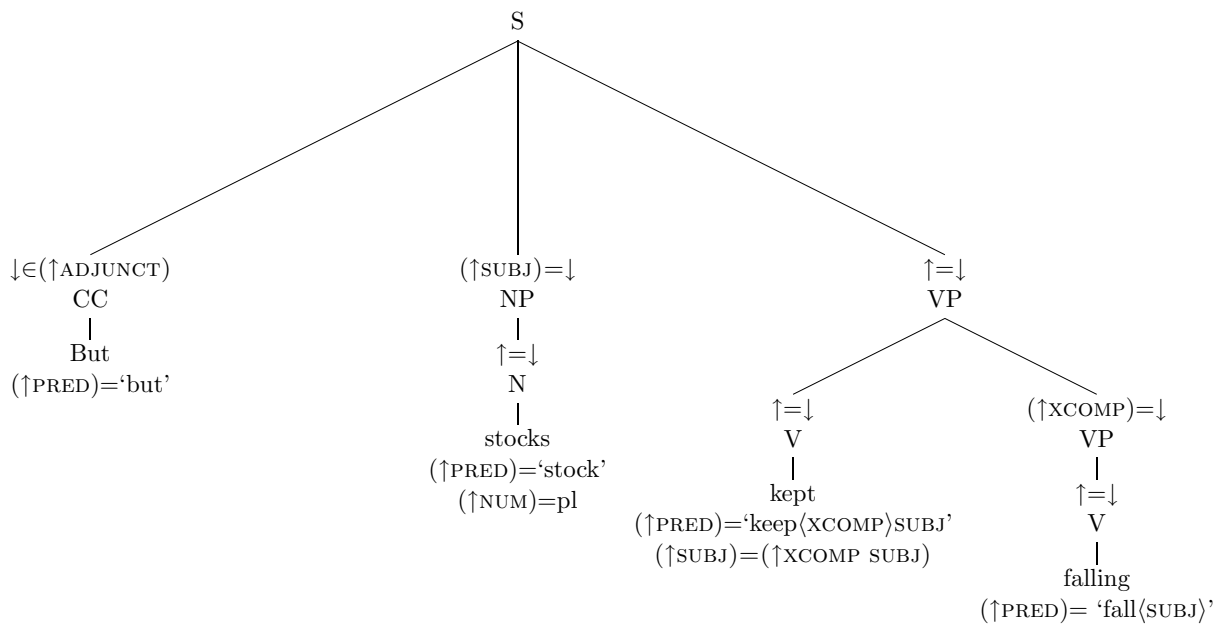 S
↓∈(↑ADJUNCT)
CC
But
(↑PRED)=‘but’
(↑SUBJ)=↓
NP
↑=↓
N
stocks
(↑PRED)=‘stock’
(↑NUM)=pl
↑=↓
VP
↑=↓
V
kept
(↑PRED)=‘keep⟨XCOMP⟩SUBJ’
(↑SUBJ)=(↑XCOMP SUBJ)
(↑XCOMP)=↓
VP
↑=↓
V
falling
(↑PRED)= ‘fall⟨SUBJ⟩’